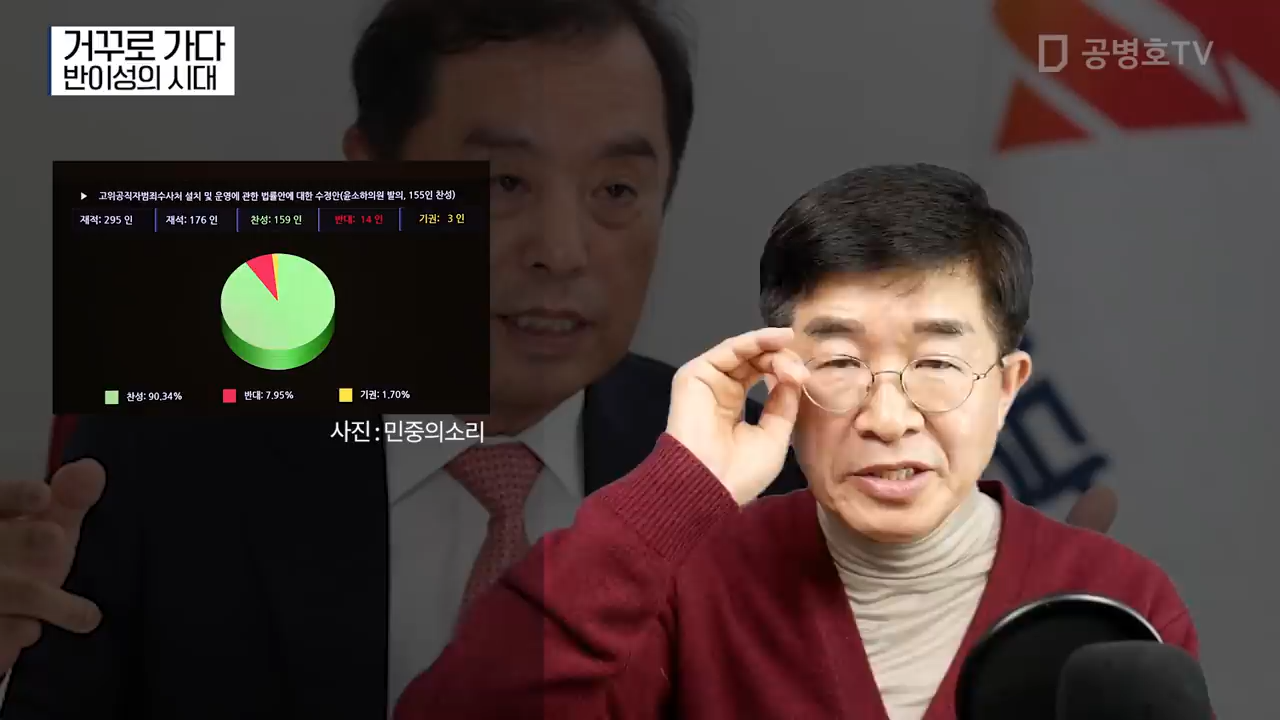 거꾸로 가다
반이성의 시대
공병호TV
▶ 고위공직자범죄수사처 설치 및 운영에 관한 법률안에 대한 수정안(윤소하의원 발의, 155인 찬성)
재적: 295 인 재석: 176 인 찬성: 159 인 반대: 14 인 기권: 3 인
찬성: 90.34% 반대: 7.95% 기권: 1.70%
사진 : 민중의소리